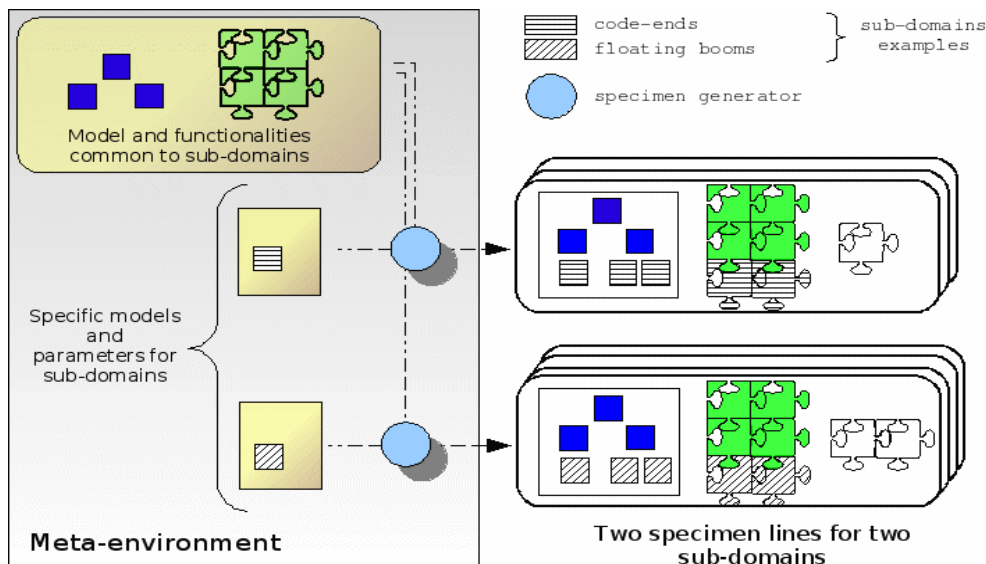 code-ends
floating booms
sub-domains
examples
specimen generator
Model and functionalities
common to sub-domains
Specific models
and
parameters for
sub-domains
Meta-environment
Two specimen lines for two
sub-domains